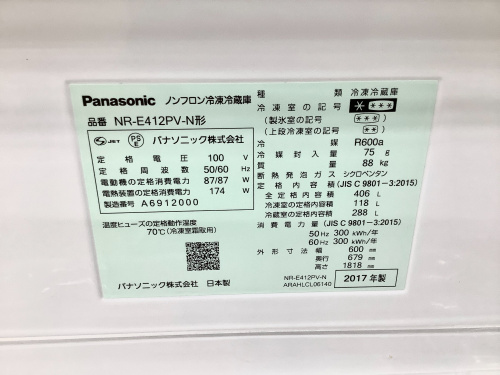 Panasonic ノンフロン冷凍冷蔵庫
品番 NR-E412PV-N形
JET PSE パナソニック株式会社
定格電圧 100 V
定格周波数 50/60 Hz
電動機の定格消費電力 87/87 W
電熱装置の定格消費電力 174 W
製造番号 A6912000
温度ヒューズの定格動作温度
70℃(冷凍室霜取用)
パナソニック株式会社 日本製
種類 冷凍冷蔵庫
冷凍室の記号 ＊＊＊＊
(製氷室の記号) ＊＊＊
(上段冷凍室の記号) ＊＊
冷媒 R600a
冷媒封入量 75 g
質量 88 kg
断熱発泡ガス シクロペンタン
定格内容積 (JIS C 9801-3:2015)
全定格内容積 406 L
冷凍室の定格内容積 118 L
冷蔵室の定格内容積 288 L
消費電力量 (JIS C 9801-3:2015)
50 Hz 300 kWh/年
60 Hz 300 kWh/年
外形寸法 幅 600 mm
奥行 679 mm
高さ 1818 mm
NR-E412PV-N
ARAHLCL06140
2017年製